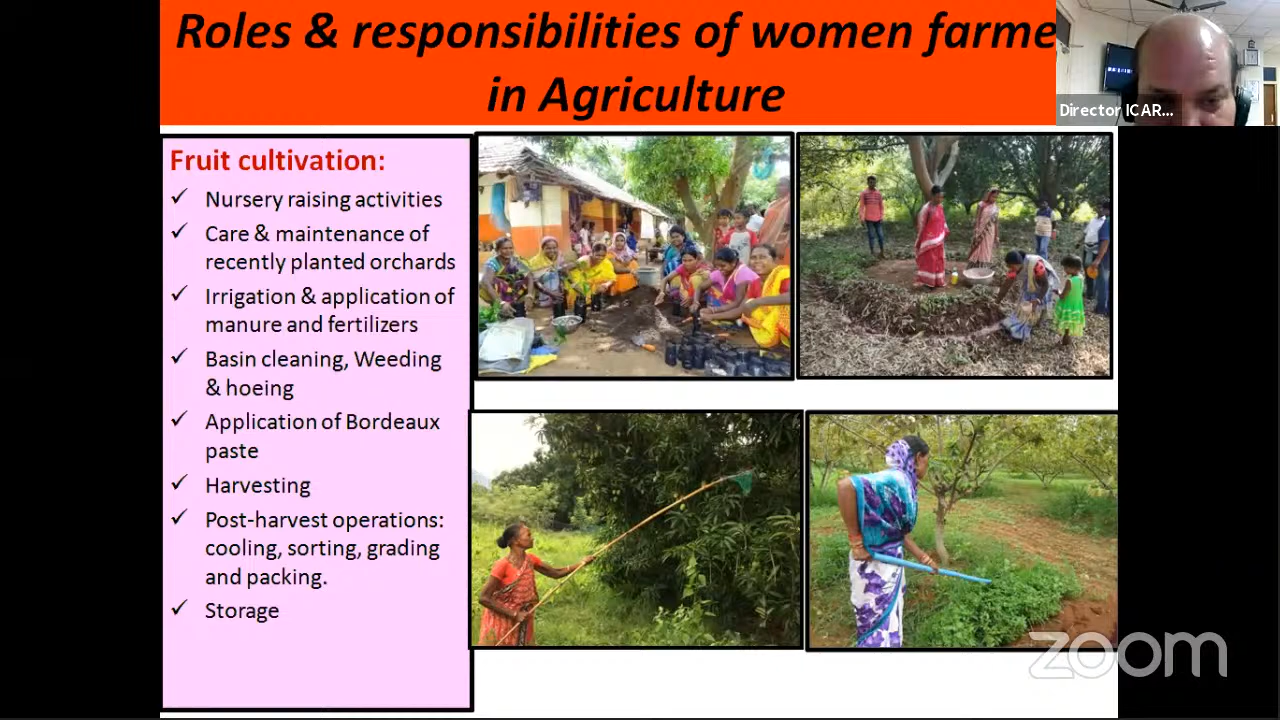 Roles & responsibilities of women farme
in Agriculture
Director ICAR...
Fruit cultivation:
✓ Nursery raising activities
✓ Care & maintenance of
recently planted orchards
✓ Irrigation & application of
manure and fertilizers
✓ Basin cleaning, Weeding
& hoeing
✓ Application of Bordeaux
paste
✓ Harvesting
✓ Post-harvest operations:
cooling, sorting, grading
and packing.
✓ Storage
zoom